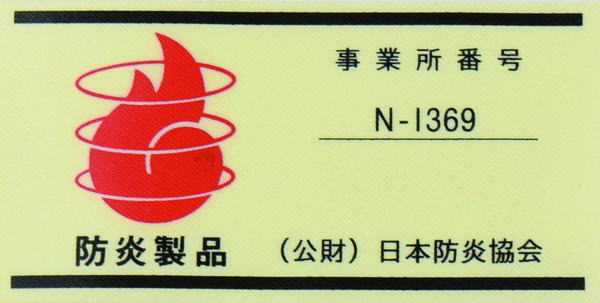 事業所番号
N-1369
防炎製品
（公財）日本防炎協会